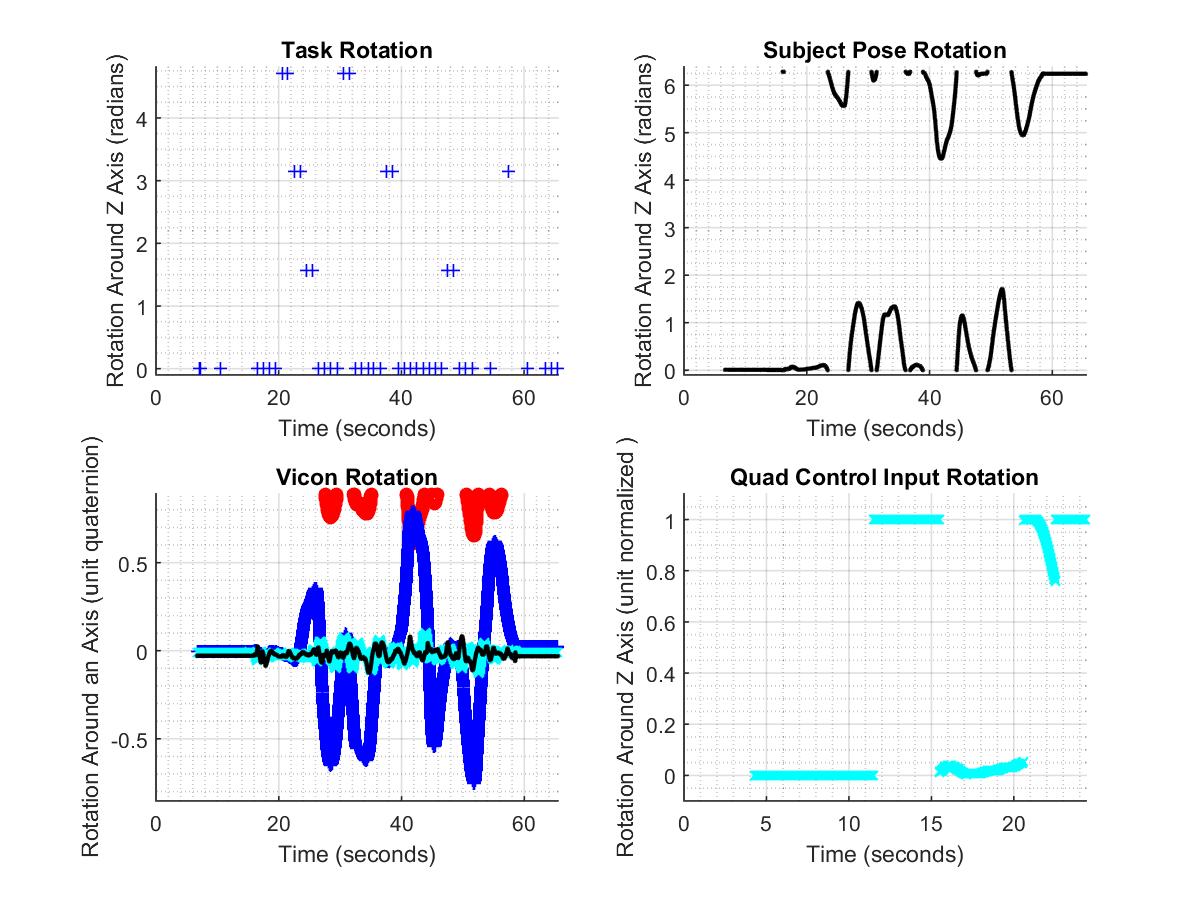 Task Rotation
Rotation Around Z Axis (radians)
4
3
2
1
0
0 20 40 60
Time (seconds)
Subject Pose Rotation
Rotation Around Z Axis (radians)
6
5
4
3
2
1
0
0 20 40 60
Time (seconds)
Vicon Rotation
Rotation Around an Axis (unit quaternion)
0.5
0
-0.5
0 20 40 60
Time (seconds)
Quad Control Input Rotation
Rotation Around Z Axis (unit normalized )
1
0.8
0.6
0.4
0.2
0
0 5 10 15 20
Time (seconds)